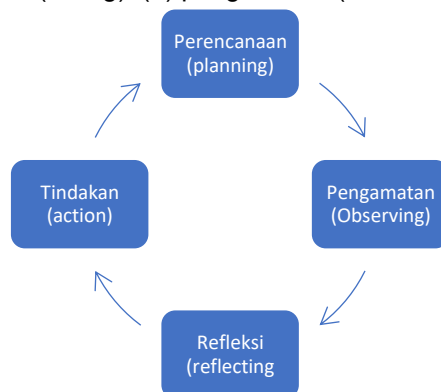 Perencanaan
(planning)
Tindakan
(action)
Pengamatan
(Observing)
Refleksi
(reflecting